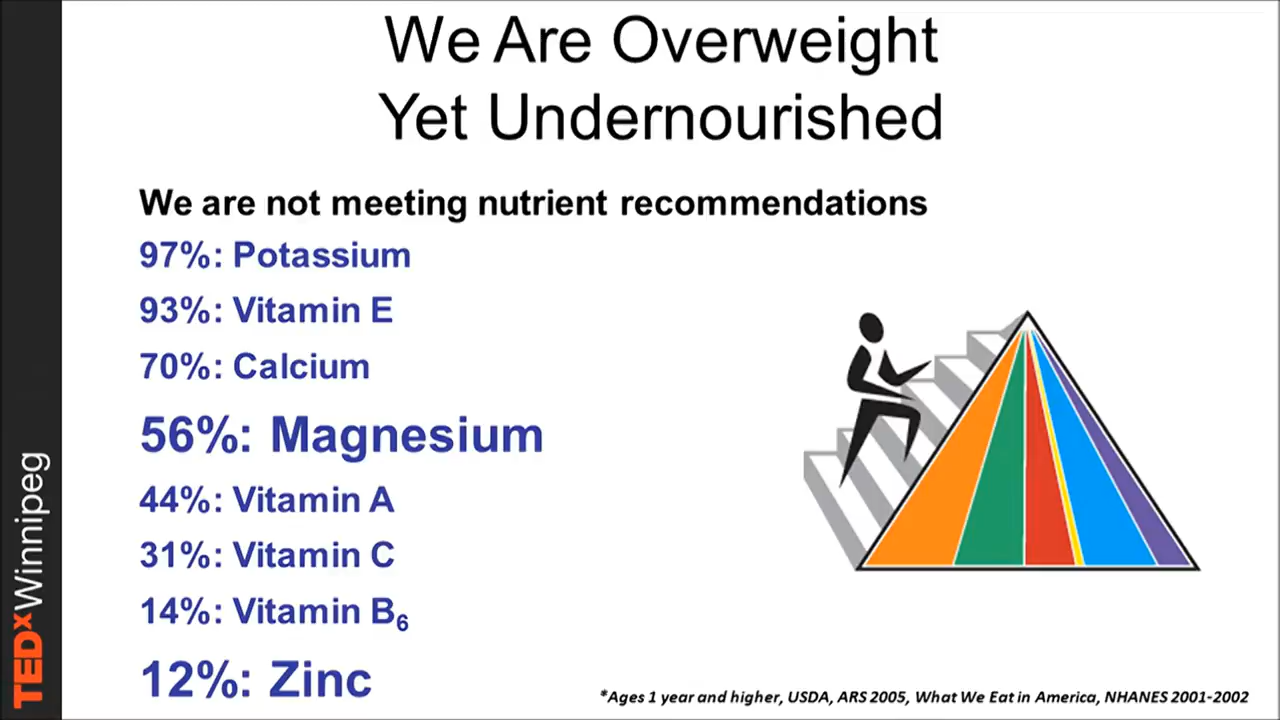 We Are Overweight
Yet Undernourished
We are not meeting nutrient recommendations
97%: Potassium
93%: Vitamin E
70%: Calcium
56%: Magnesium
44%: Vitamin A
31%: Vitamin C
14%: Vitamin B₆
12%: Zinc
*Ages 1 year and higher, USDA, ARS 2005, What We Eat in America, NHANES 2001-2002
TEDxWinnipeg